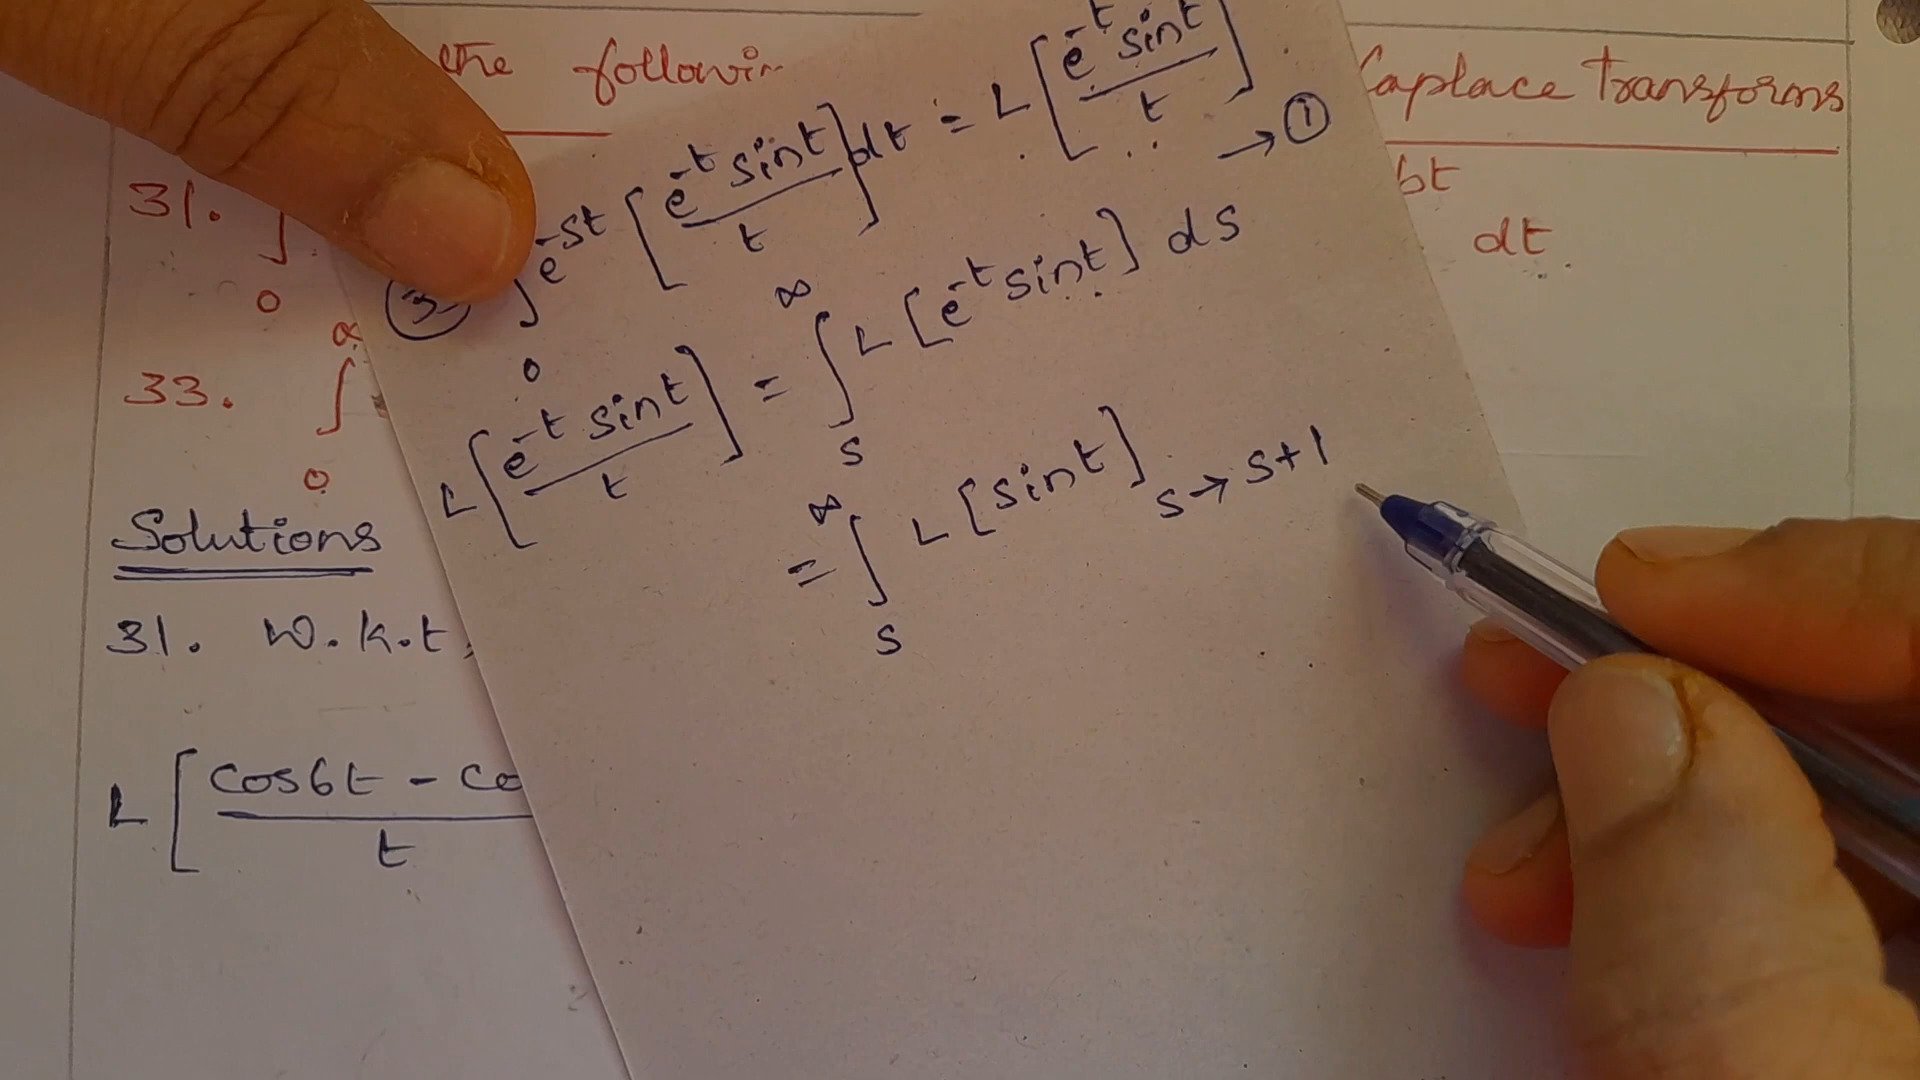 the following Laplace Transforms
31. ∫ 0 6t dt
33. ∫ 0
(3) ∫ 0 e^-st [ e^-t sint / t ] dt = L [ e^-t sint / t ] → ①
L [ e^-t sint / t ] = ∫ s ∞ L [ e^-t sint ] ds
= ∫ s ∞ L [ sint ] s → s+1
Solutions
31. W.k.t,
L [ cos6t - co / t